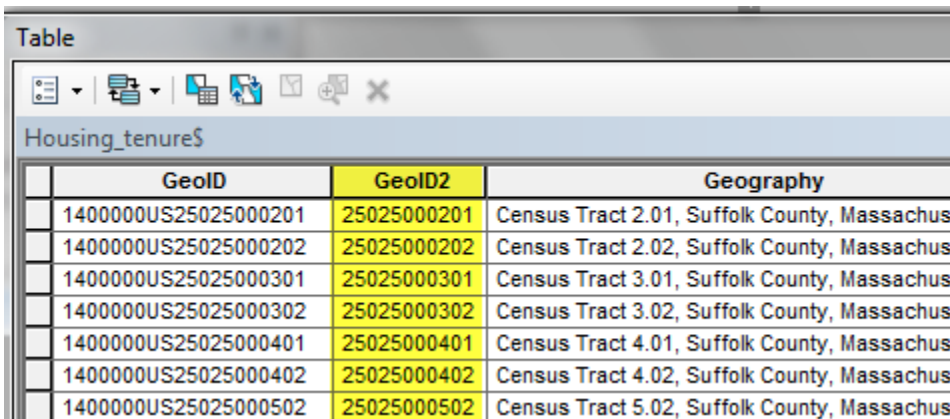 Table
Housing_tenure$
GeoID GeoID2 Geography
1400000US25025000201 25025000201 Census Tract 2.01, Suffolk County, Massachus
1400000US25025000202 25025000202 Census Tract 2.02, Suffolk County, Massachus
1400000US25025000301 25025000301 Census Tract 3.01, Suffolk County, Massachus
1400000US25025000302 25025000302 Census Tract 3.02, Suffolk County, Massachus
1400000US25025000401 25025000401 Census Tract 4.01, Suffolk County, Massachus
1400000US25025000402 25025000402 Census Tract 4.02, Suffolk County, Massachus
1400000US25025000502 25025000502 Census Tract 5.02, Suffolk County, Massachus